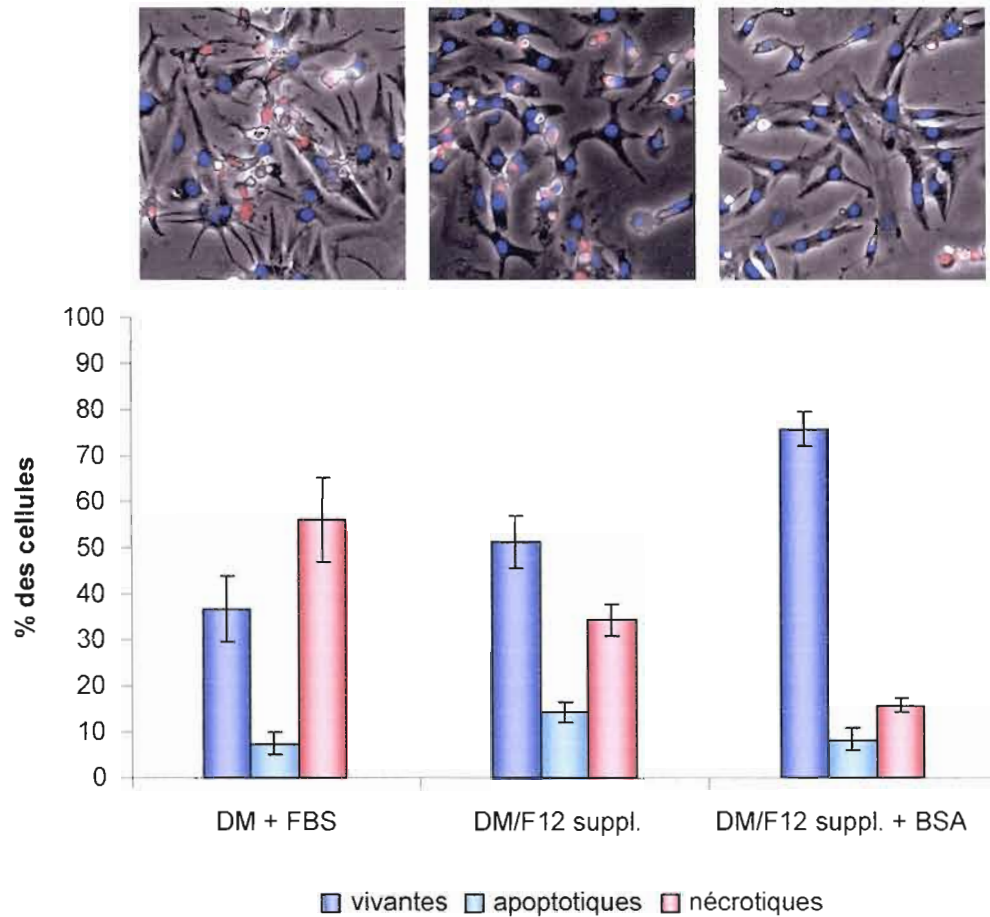 100
90
80
70
60
50
40
30
20
10
0
% des cellules
DM + FBS
DM/F12 suppl.
DM/F12 suppl. + BSA
vivantes
apoptotiques
nécrotiques